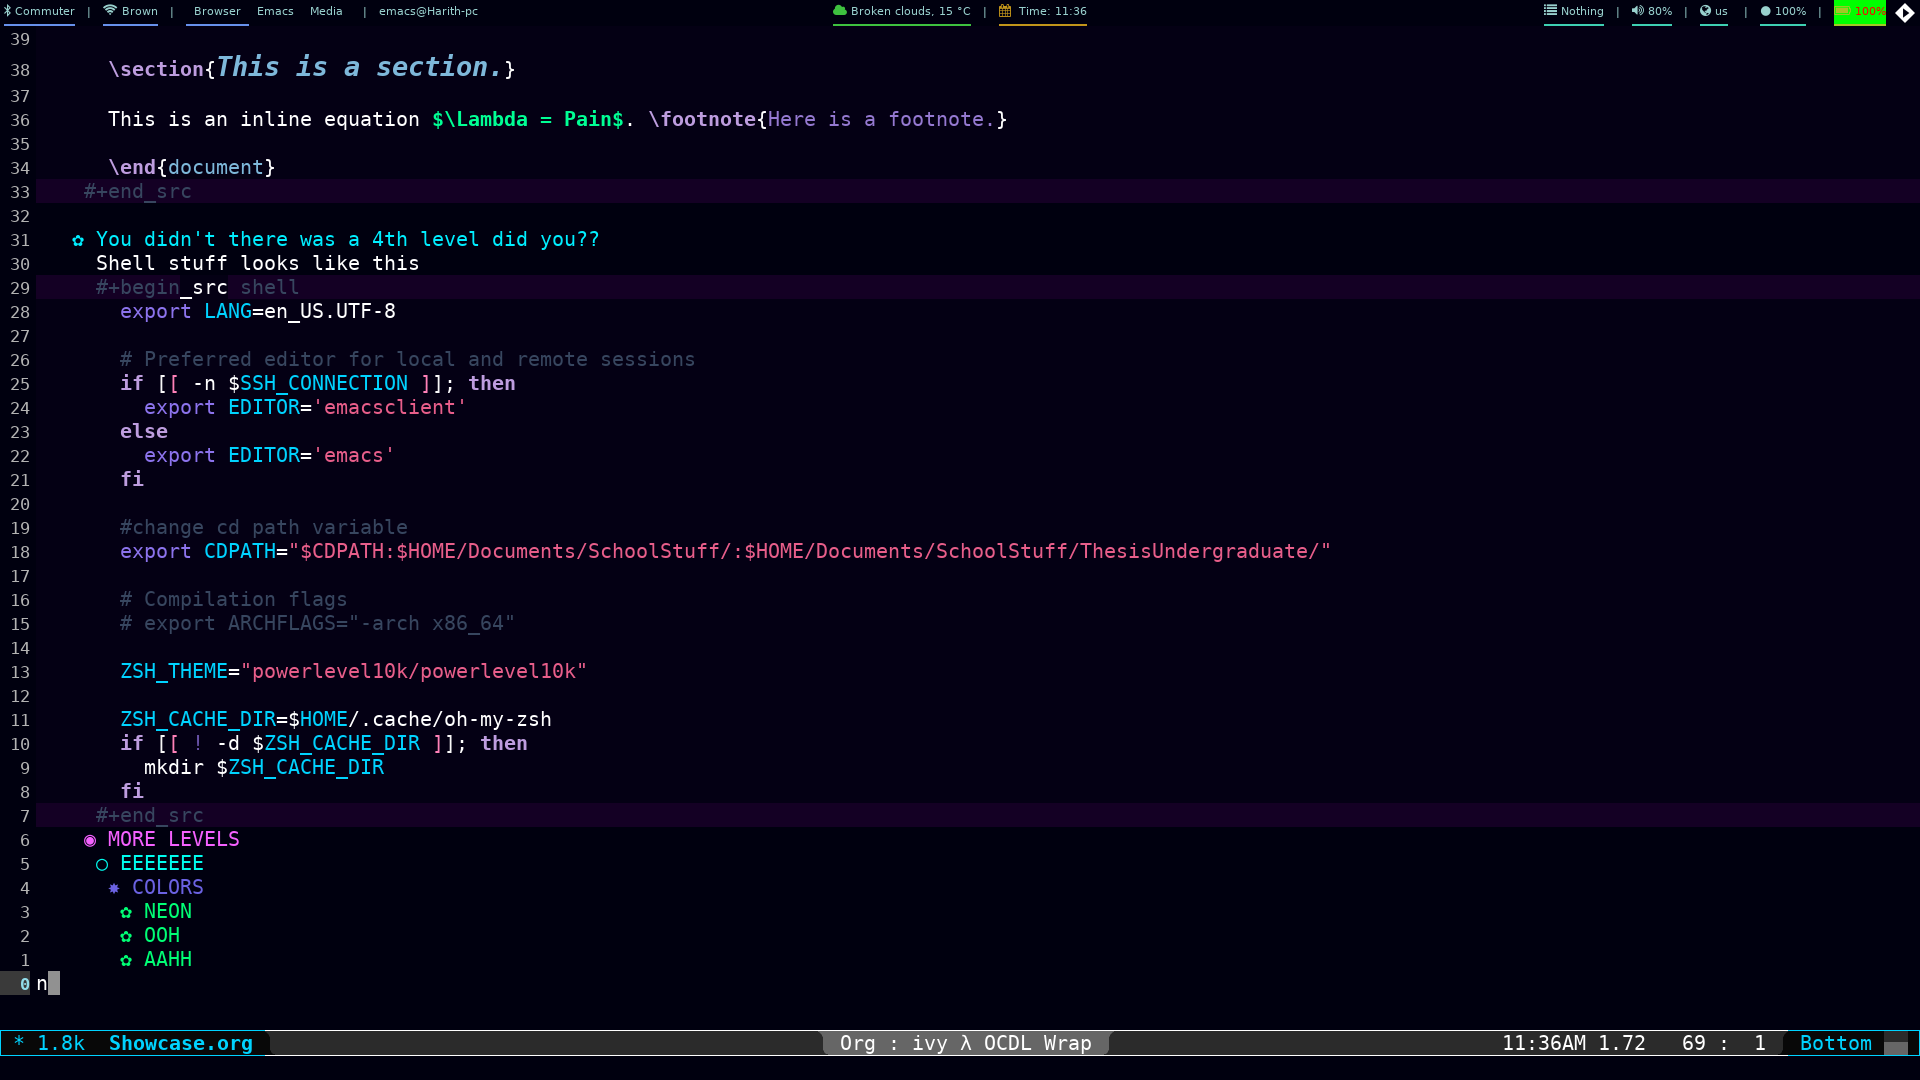 Commuter | Brown | Browser Emacs Media | emacs@Harith-pc Broken clouds, 15 °C | Time: 11:36 Nothing | 80% | us | 100% | 100%
39
38 \section{This is a section.}
37
36 This is an inline equation $\Lambda = Pain$. \footnote{Here is a footnote.}
35
34 \end{document}
33 #+end_src
32
31 ✿ You didn't there was a 4th level did you??
30 Shell stuff looks like this
29 #+begin_src shell
28 export LANG=en_US.UTF-8
27
26 # Preferred editor for local and remote sessions
25 if [[ -n $SSH_CONNECTION ]]; then
24 export EDITOR='emacsclient'
23 else
22 export EDITOR='emacs'
21 fi
20
19 #change cd path variable
18 export CDPATH="$CDPATH:$HOME/Documents/SchoolStuff/:$HOME/Documents/SchoolStuff/ThesisUndergraduate/"
17
16 # Compilation flags
15 # export ARCHFLAGS="-arch x86_64"
14
13 ZSH_THEME="powerlevel10k/powerlevel10k"
12
11 ZSH_CACHE_DIR=$HOME/.cache/oh-my-zsh
10 if [[ ! -d $ZSH_CACHE_DIR ]]; then
9 mkdir $ZSH_CACHE_DIR
8 fi
7 #+end_src
6 ◉ MORE LEVELS
5 ○ EEEEEEE
4 ✸ COLORS
3 ✿ NEON
2 ✿ OOH
1 ✿ AAHH
0 n
* 1.8k Showcase.org Org : ivy λ OCDL Wrap 11:36AM 1.72 69 : 1 Bottom